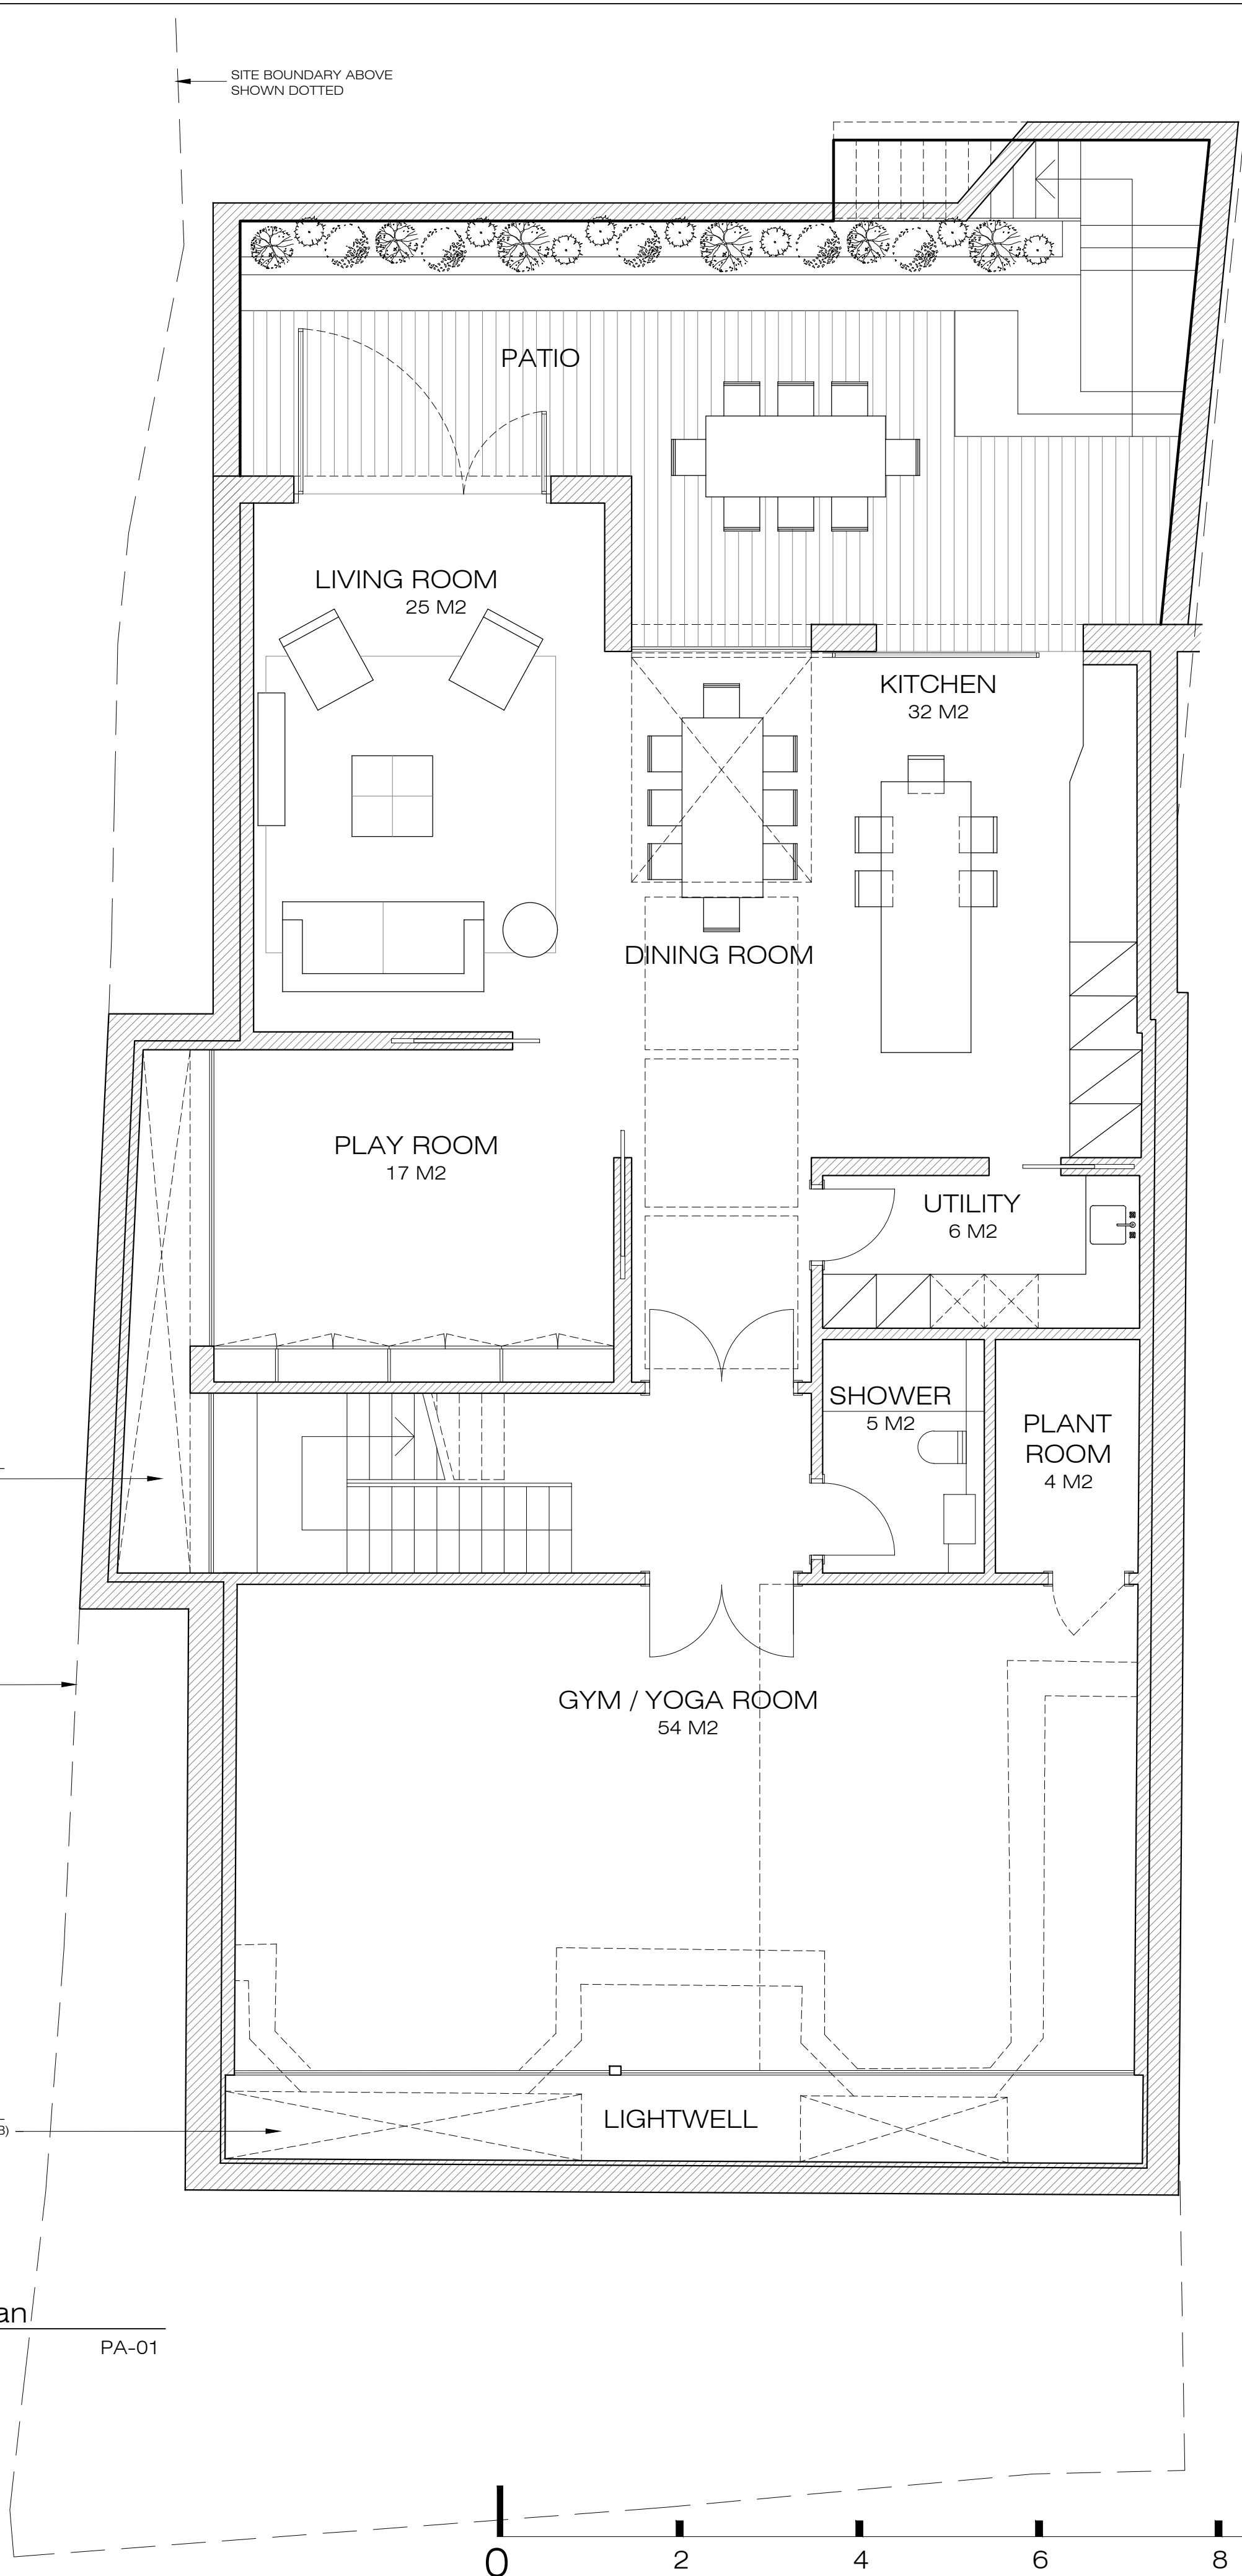 SITE BOUNDARY ABOVE
SHOWN DOTTED
PATIO
LIVING ROOM
25 M2
KITCHEN
32 M2
DINING ROOM
PLAY ROOM
17 M2
UTILITY
6 M2
SHOWER
5 M2
PLANT
ROOM
4 M2
GYM / YOGA ROOM
54 M2
LIGHTWELL
PA-01
0 2 4 6 8